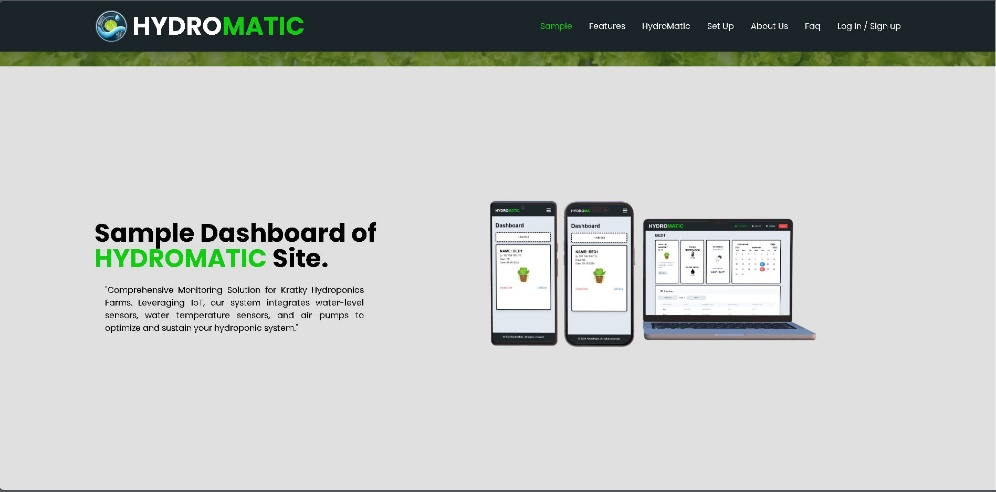 HYDROMATIC
Sample Features HydroMatic Set Up About Us Faq Log in / Sign up
Sample Dashboard of
HYDROMATIC Site.
"Comprehensive Monitoring Solution for Kratky Hydroponics
Farms. Leveraging IoT, our system integrates water-level
sensors, water temperature sensors, and air pumps to
optimize and sustain your hydroponic system."
HYDROMATIC
Dashboard
HYDROMATIC
Dashboard
HYDROMATIC
BED1